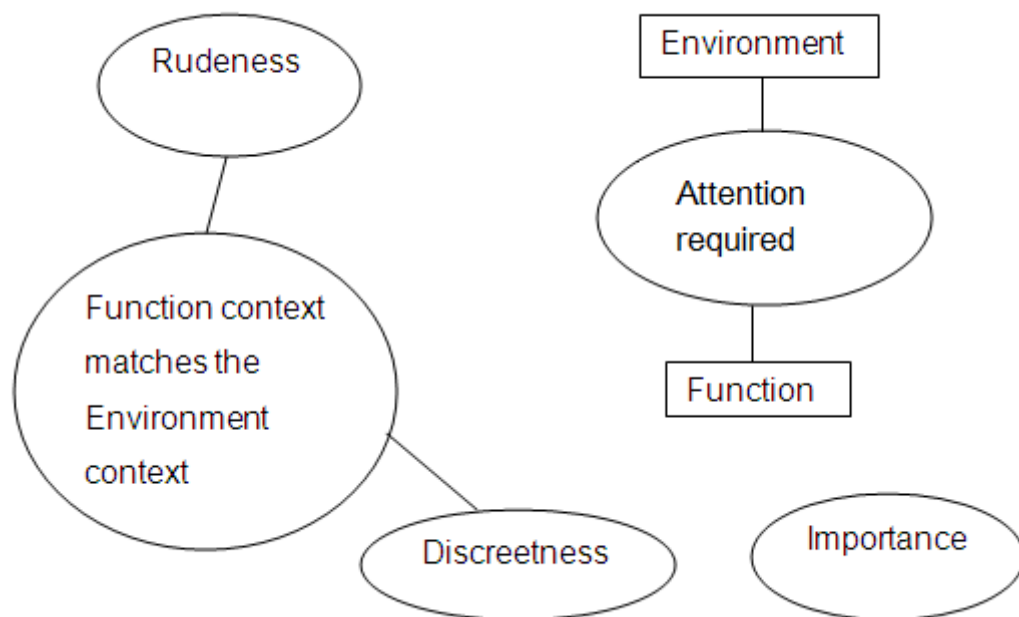 Rudeness
Environment
Attention
required
Function context
matches the
Environment
context
Function
Discreetness
Importance